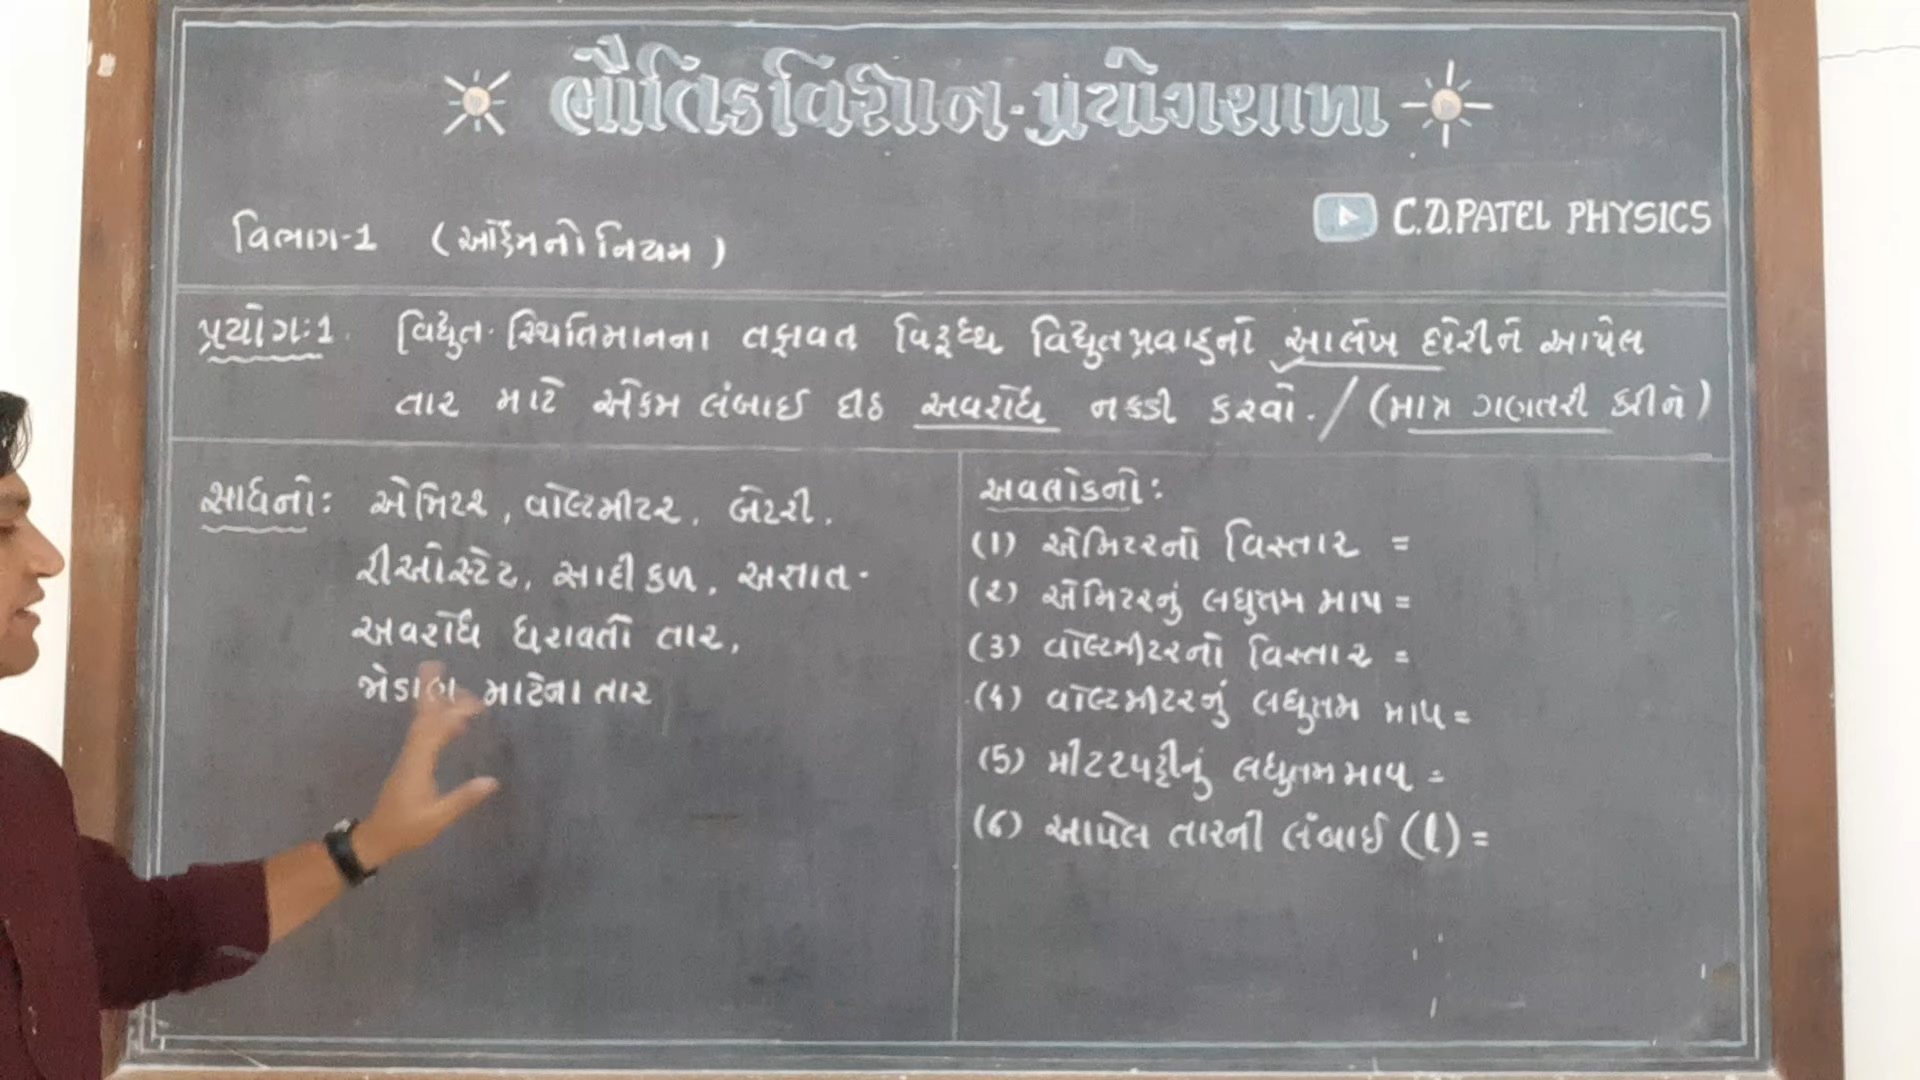 ભૌતિકવિજ્ઞાન-પ્રયોગશાળા
C.D.PATEL PHYSICS
વિભાગ-1 (ઓહ્મનો નિયમ)
પ્રયોગ:1. વિદ્યુત-સ્થિતિમાનના તફાવત વિરૂધ્ધ વિદ્યુતપ્રવાહનો આલેખ દોરીને આપેલ
તાર માટે એકમ લંબાઈ દીઠ અવરોધ નક્કી કરવો. / (માત્ર ગણતરી કરીને)
સાધનો: એમિટર, વોલ્ટમીટર, બેટરી,
રીઓસ્ટેટ, સાદી કળ, અજ્ઞાત-
અવરોધ ધરાવતો તાર,
જોડાણ માટેના તાર
અવલોકનો:
(1) એમિટરનો વિસ્તાર =
(2) એમિટરનું લઘુતમ માપ =
(3) વોલ્ટમીટરનો વિસ્તાર =
(4) વોલ્ટમીટરનું લઘુતમ માપ =
(5) મીટરપટ્ટીનું લઘુતમ માપ =
(6) આપેલ તારની લંબાઈ (l) =